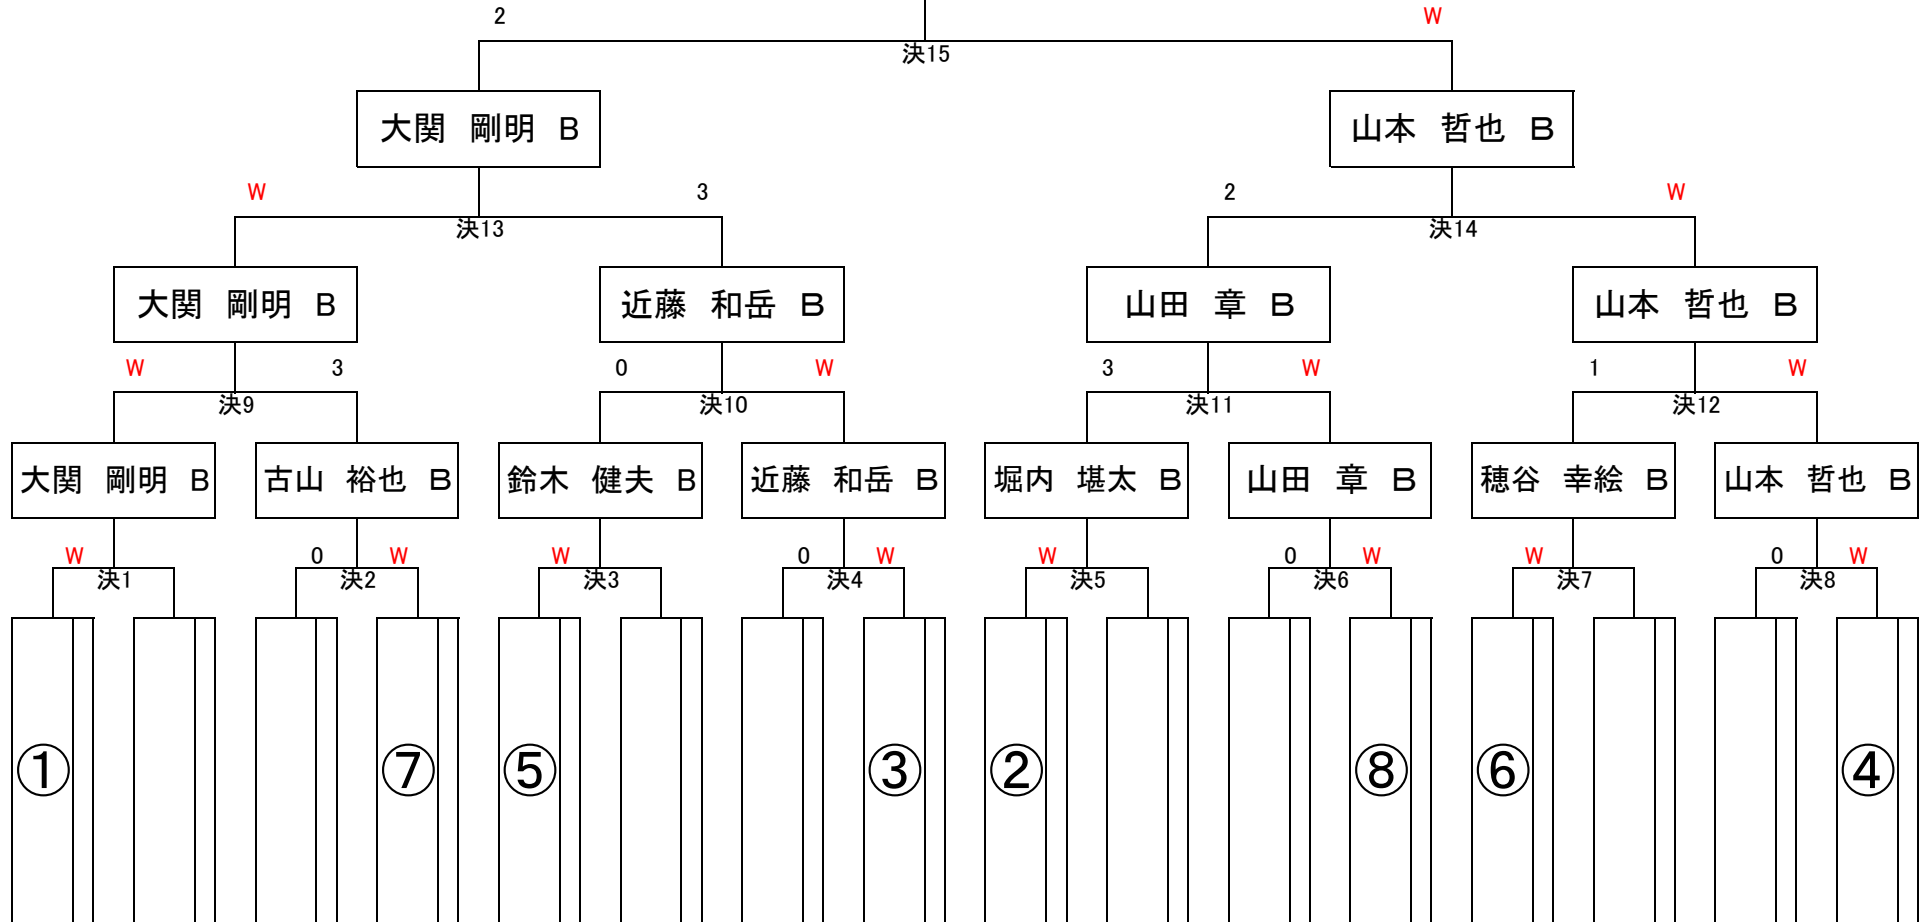 2 W
決15
大関 剛明 B 山本 哲也 B
W 3 2 W
決13 決14
大関 剛明 B 近藤 和岳 B 山田 章 B 山本 哲也 B
W 3 0 W 3 W 1 W
決9 決10 決11 決12
大関 剛明 B 古山 裕也 B 鈴木 健夫 B 近藤 和岳 B 堀内 堪太 B 山田 章 B 穂谷 幸絵 B 山本 哲也 B
W 0 W W 0 W W 0 W W 0 W
決1 決2 決3 決4 決5 決6 決7 決8
① ⑦ ⑤ ③ ② ⑧ ⑥ ④